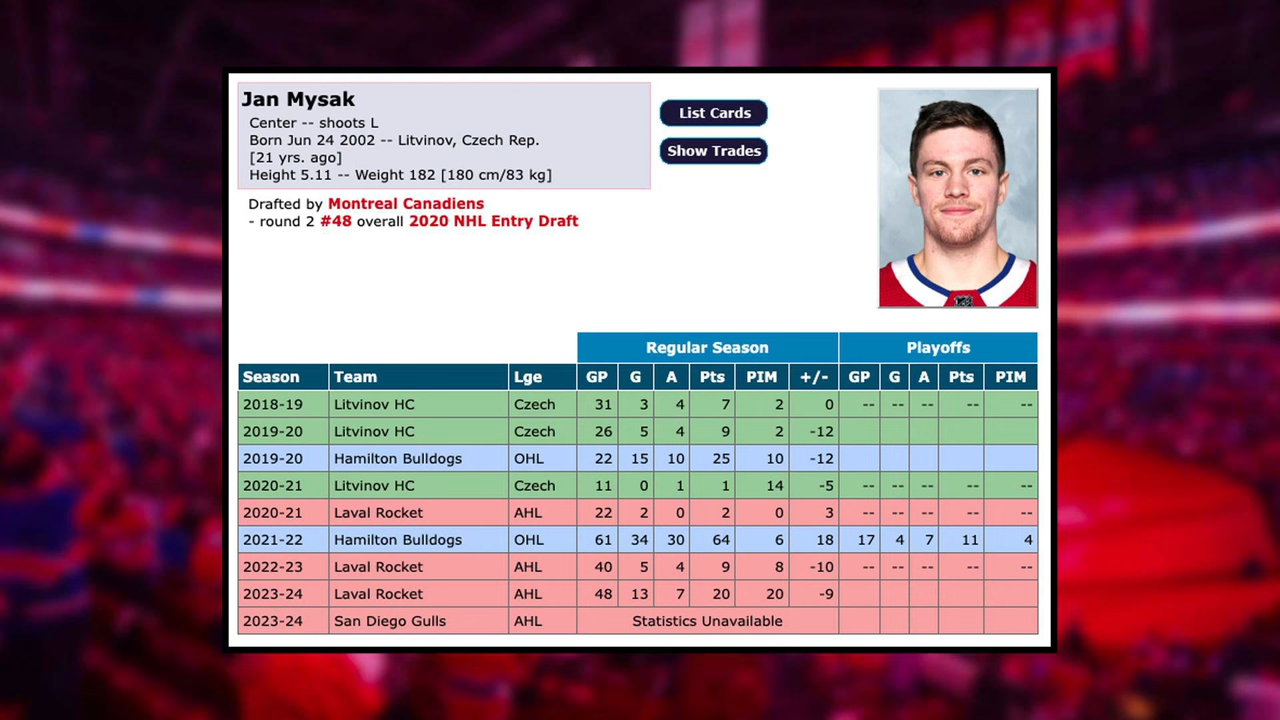 Jan Mysak
Center -- shoots L
Born Jun 24 2002 -- Litvinov, Czech Rep.
[21 yrs. ago]
Height 5.11 -- Weight 182 [180 cm/83 kg]
List Cards
Show Trades
Drafted by Montreal Canadiens
- round 2 #48 overall 2020 NHL Entry Draft
Regular Season Playoffs
Season Team Lge GP G A Pts PIM +/- GP G A Pts PIM
2018-19 Litvinov HC Czech 31 3 4 7 2 0 -- -- -- -- --
2019-20 Litvinov HC Czech 26 5 4 9 2 -12
2019-20 Hamilton Bulldogs OHL 22 15 10 25 10 -12
2020-21 Litvinov HC Czech 11 0 1 1 14 -5 -- -- -- -- --
2020-21 Laval Rocket AHL 22 2 0 2 0 3 -- -- -- -- --
2021-22 Hamilton Bulldogs OHL 61 34 30 64 6 18 17 4 7 11 4
2022-23 Laval Rocket AHL 40 5 4 9 8 -10 -- -- -- -- --
2023-24 Laval Rocket AHL 48 13 7 20 20 -9
2023-24 San Diego Gulls AHL Statistics Unavailable